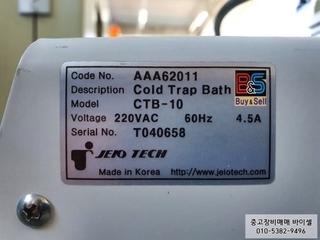 Code No. AAA62011
Description Cold Trap Bath
Model CTB-10
Voltage 220VAC 60Hz 4.5A
Serial No. T040658
B&S
Buy&Sell
JEIO TECH
Made in Korea http://www.jeiotech.com
중고장비매매 바이셀
010-5382-9496